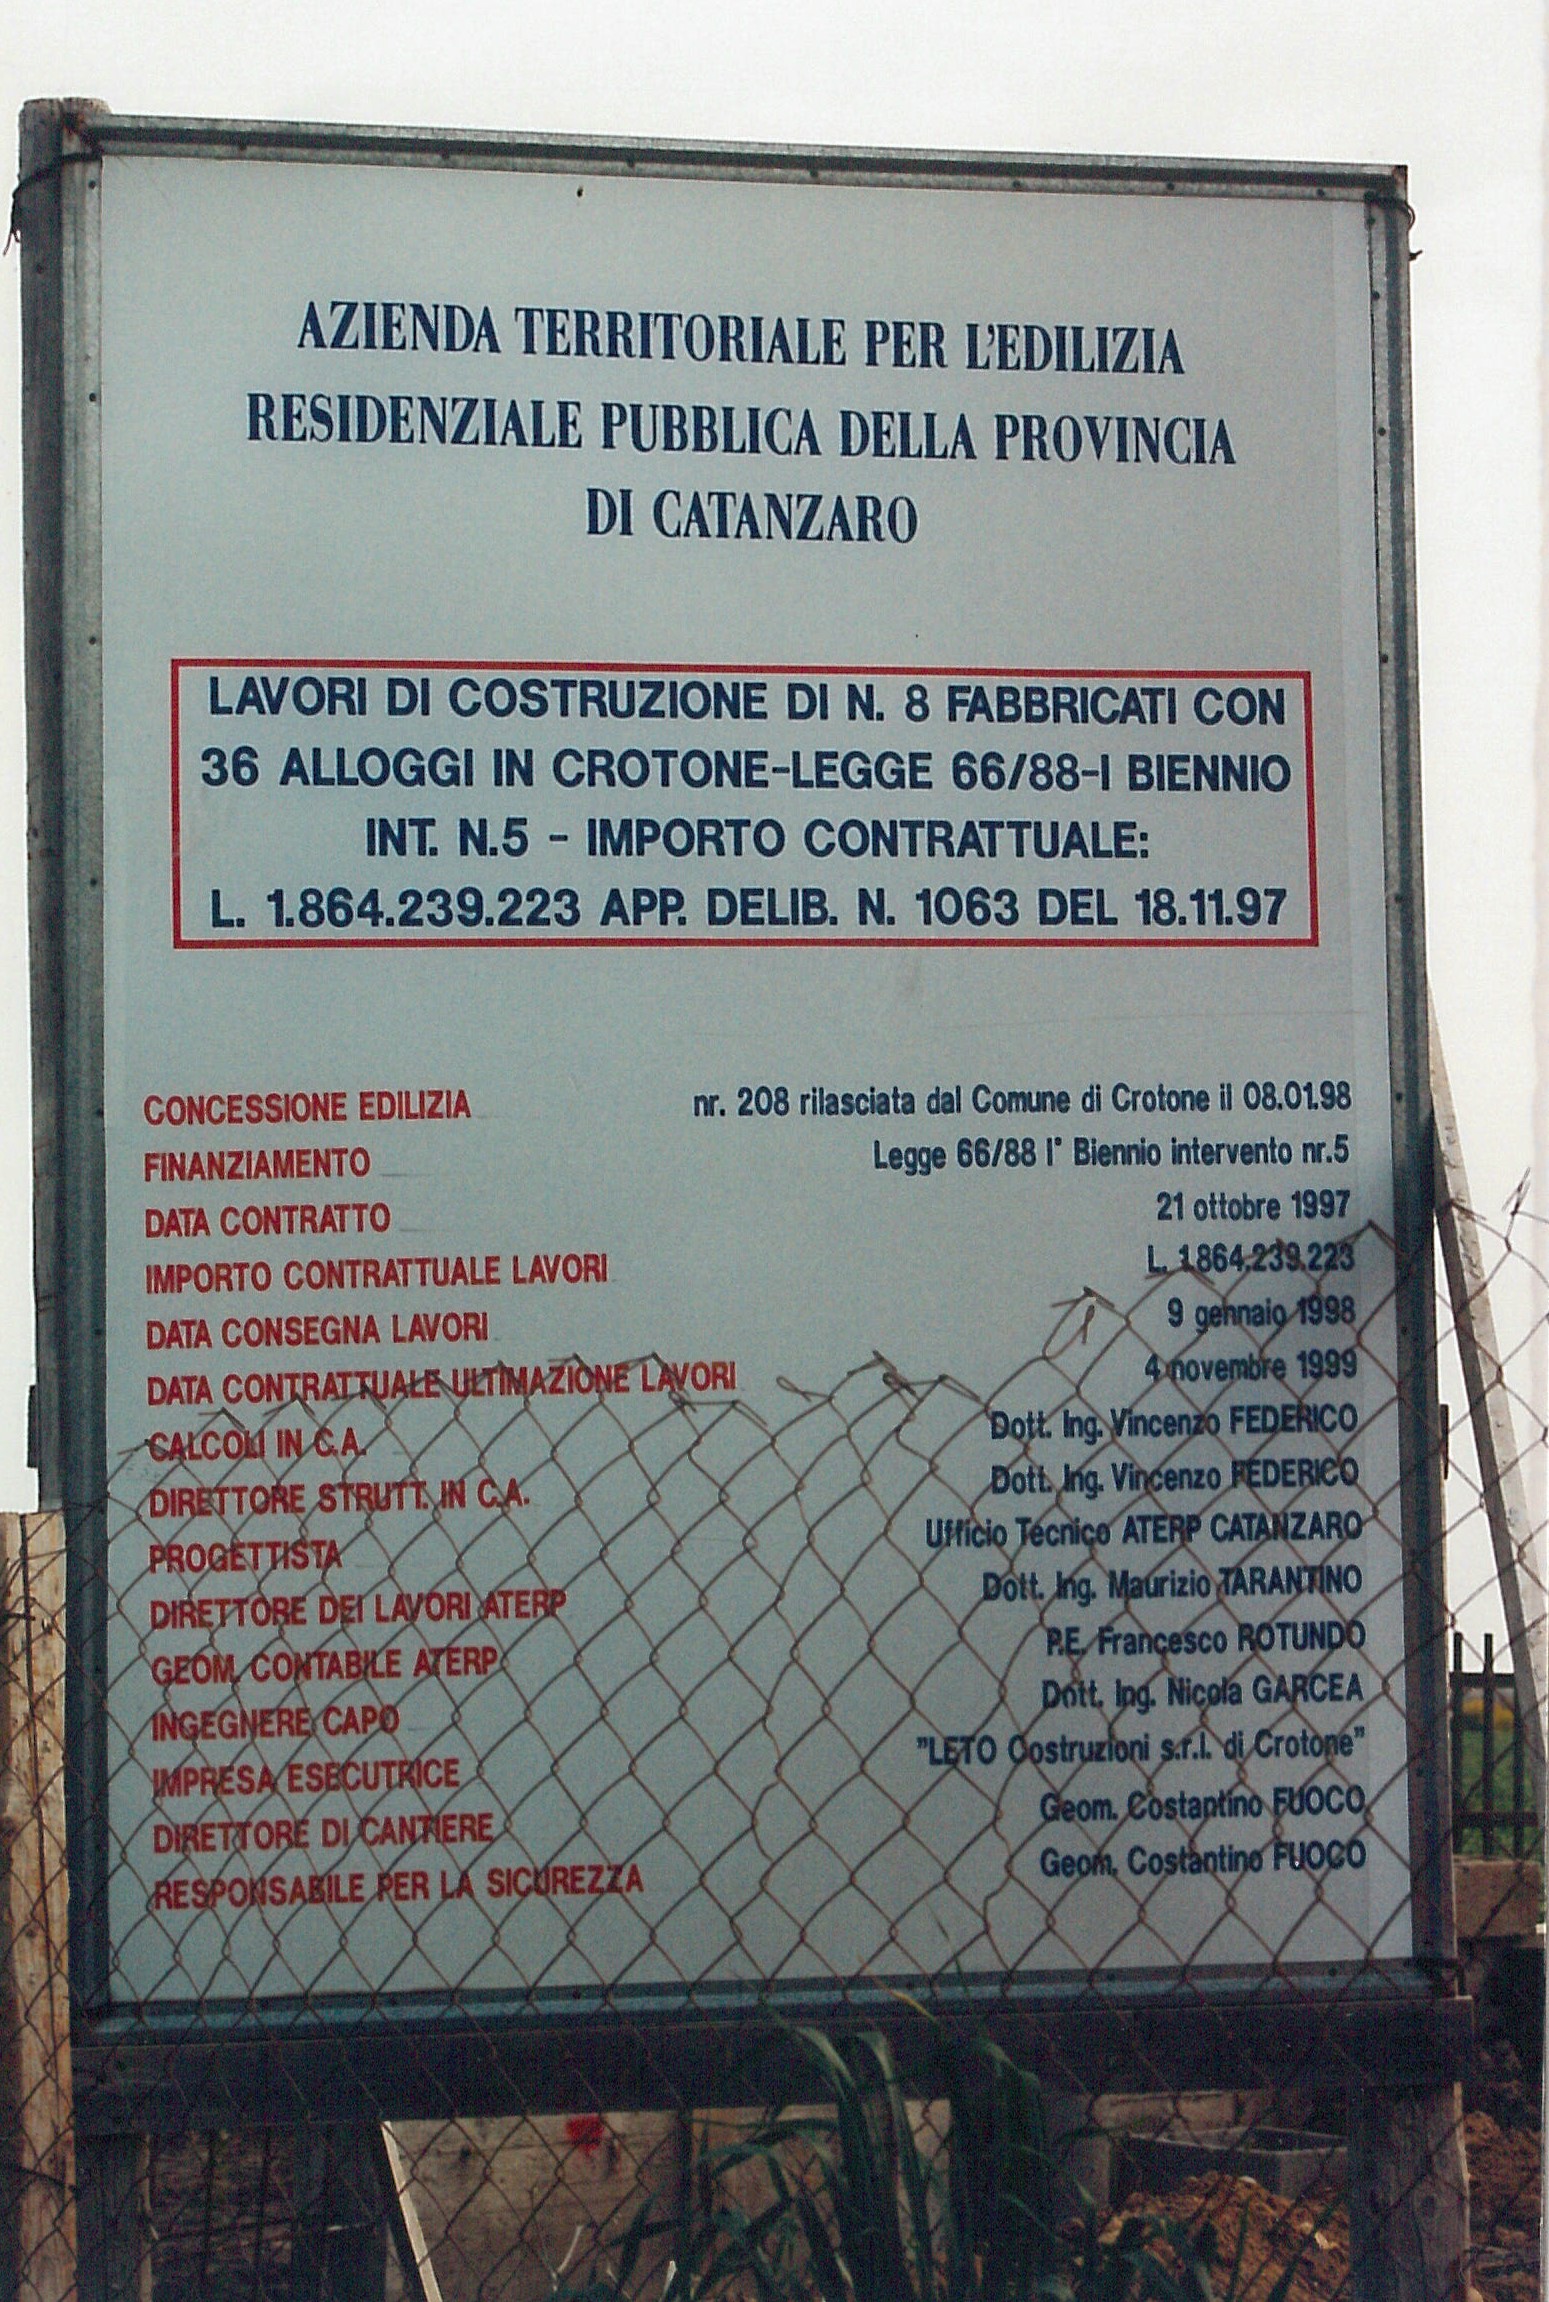 AZIENDA TERRITORIALE PER L'EDILIZIA
RESIDENZIALE PUBBLICA DELLA PROVINCIA
DI CATANZARO
LAVORI DI COSTRUZIONE DI N. 8 FABBRICATI CON
36 ALLOGGI IN CROTONE-LEGGE 66/88-I BIENNIO
INT. N.5 - IMPORTO CONTRATTUALE:
L. 1.864.239.223 APP. DELIB. N. 1063 DEL 18.11.97
CONCESSIONE EDILIZIA nr. 208 rilasciata dal Comune di Crotone il 08.01.98
FINANZIAMENTO Legge 66/88 I° Biennio intervento nr.5
DATA CONTRATTO 21 ottobre 1997
IMPORTO CONTRATTUALE LAVORI L. 1.864.239.223
DATA CONSEGNA LAVORI 9 gennaio 1998
DATA CONTRATTUALE ULTIMAZIONE LAVORI 4 novembre 1999
CALCOLI IN C.A. Dott. Ing. Vincenzo FEDERICO
DIRETTORE STRUTT. IN C.A. Dott. Ing. Vincenzo FEDERICO
PROGETTISTA Ufficio Tecnico ATERP CATANZARO
DIRETTORE DEI LAVORI ATERP Dott. Ing. Maurizio TARANTINO
GEOM. CONTABILE ATERP P.E. Francesco ROTUNDO
INGEGNERE CAPO Dott. Ing. Nicola GARCEA
IMPRESA ESECUTRICE "LETO Costruzioni s.r.l. di Crotone"
DIRETTORE DI CANTIERE Geom. Costantino FUOCO
RESPONSABILE PER LA SICUREZZA Geom. Costantino FUOCO